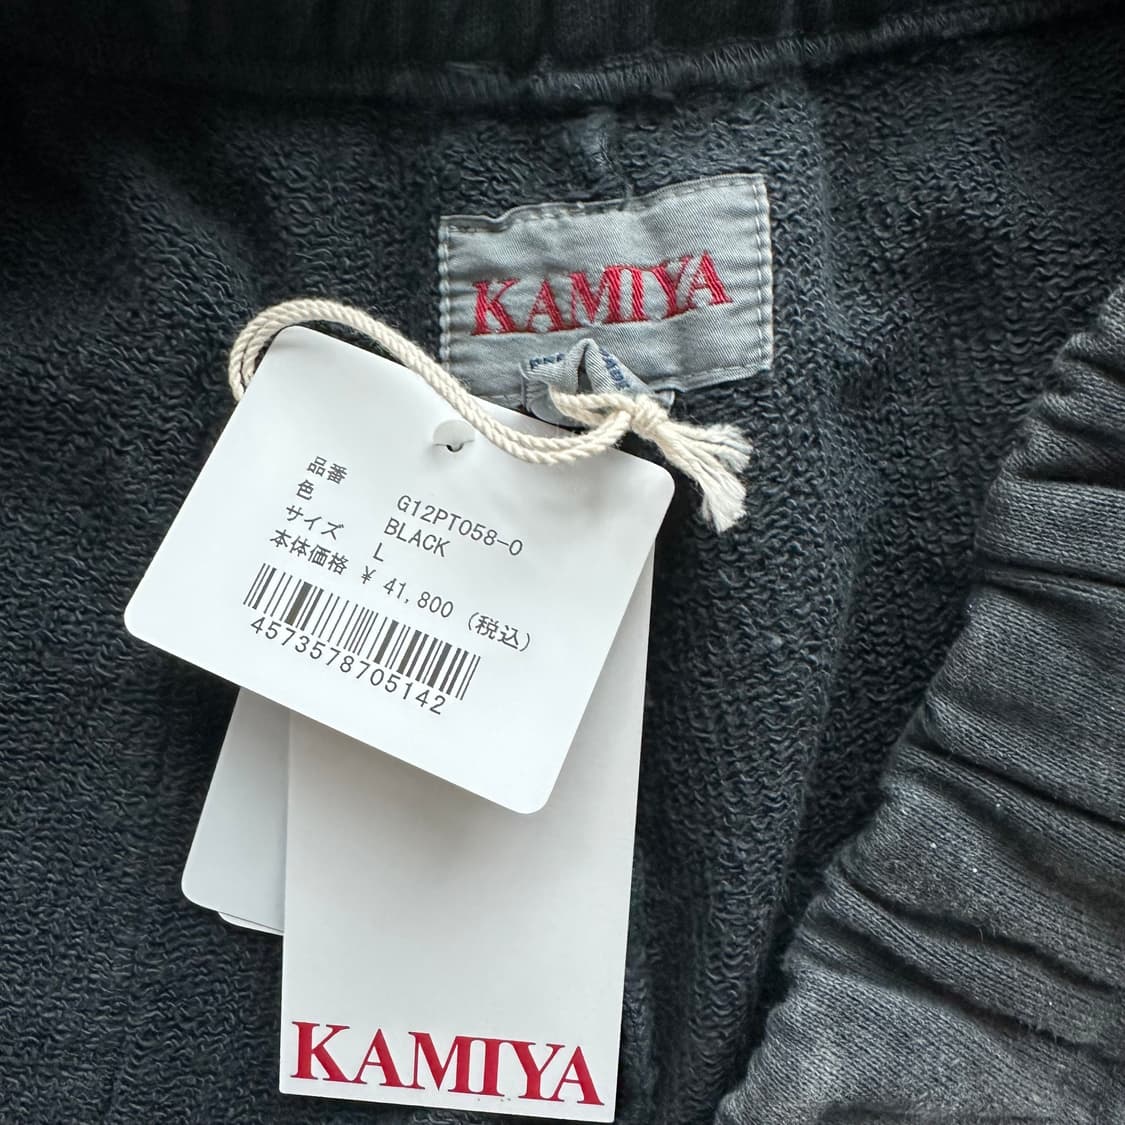 KAMIYA
品番 G12PT058-0
色 BLACK
サイズ L
本体価格 ¥ 41,800 (税込)
4573578705142
KAMIYA